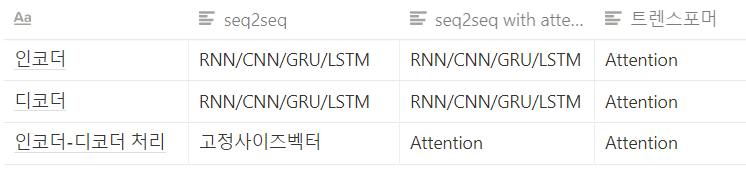 Aa seq2seq seq2seq with atte... 트렌스포머
인코더 RNN/CNN/GRU/LSTM RNN/CNN/GRU/LSTM Attention
디코더 RNN/CNN/GRU/LSTM RNN/CNN/GRU/LSTM Attention
인코더-디코더 처리 고정사이즈벡터 Attention Attention